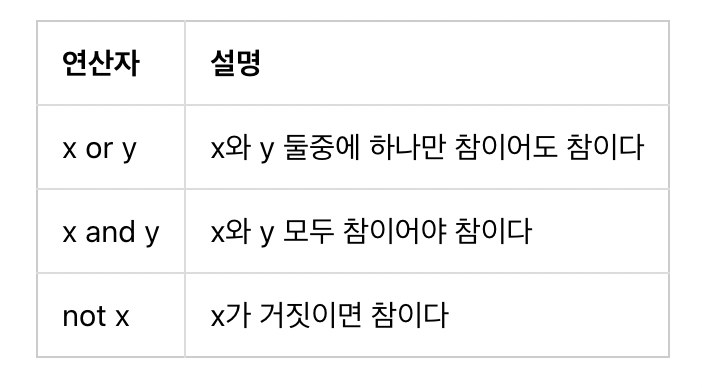 연산자 설명
x or y x와 y 둘중에 하나만 참이어도 참이다
x and y x와 y 모두 참이어야 참이다
not x x가 거짓이면 참이다